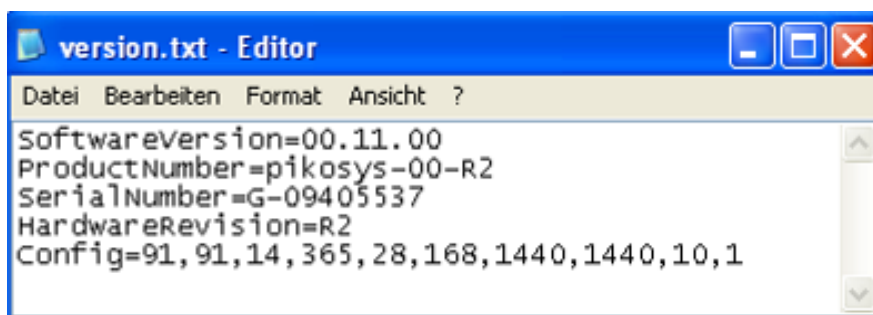 version.txt - Editor
Datei Bearbeiten Format Ansicht ?
SoftwareVersion=00.11.00
ProductNumber=pikosys-00-R2
SerialNumber=G-09405537
HardwareRevision=R2
Config=91,91,14,365,28,168,1440,1440,10,1